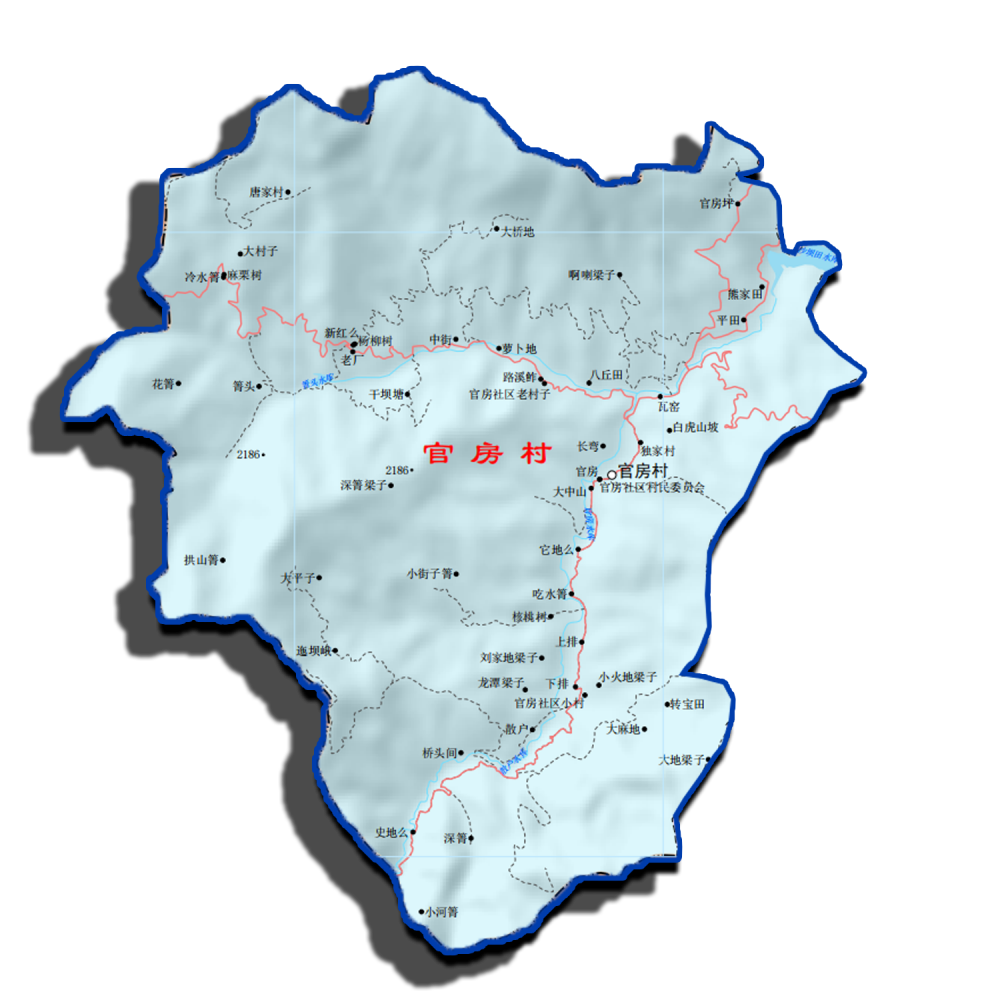 唐家村
官房坪
大桥地
大村子
冷水箐
麻栗树
啊喇梁子
熊家田
平田
新红么
杨柳树
老厂
中街
萝卜地
花箐
箐头
箐头水库
干坝塘
路溪鲊
官房社区老村子
八丘田
瓦窑
白虎山坡
官房村
长弯
独家村
2186
2186
深箐梁子
官房
官房村
大中山
官房社区村民委员会
它地么
拱山箐
大平子
小街子箐
吃水箐
核桃树
上排
迤坝峨
刘家地梁子
龙潭梁子
下排
小火地梁子
官房社区小村
转宝田
散户
大麻地
桥头间
大地梁子
史地么
深箐
小河箐